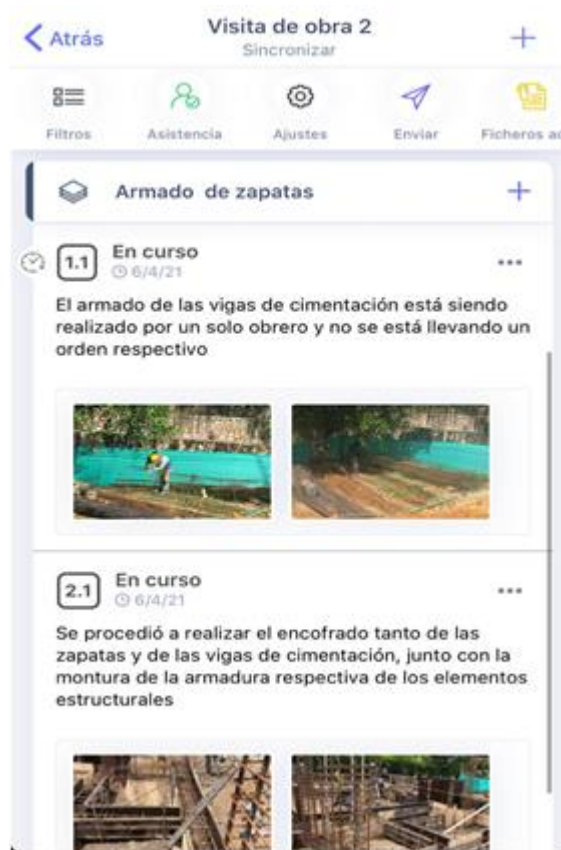 Atrás
Visita de obra 2
Sincronizar
Filtros
Asistencia
Ajustes
Enviar
Ficheros ad
Armado de zapatas
1.1
En curso
6/4/21
El armado de las vigas de cimentación está siendo
realizado por un solo obrero y no se está llevando un
orden respectivo
2.1
En curso
6/4/21
Se procedió a realizar el encofrado tanto de las
zapatas y de las vigas de cimentación, junto con la
montura de la armadura respectiva de los elementos
estructurales